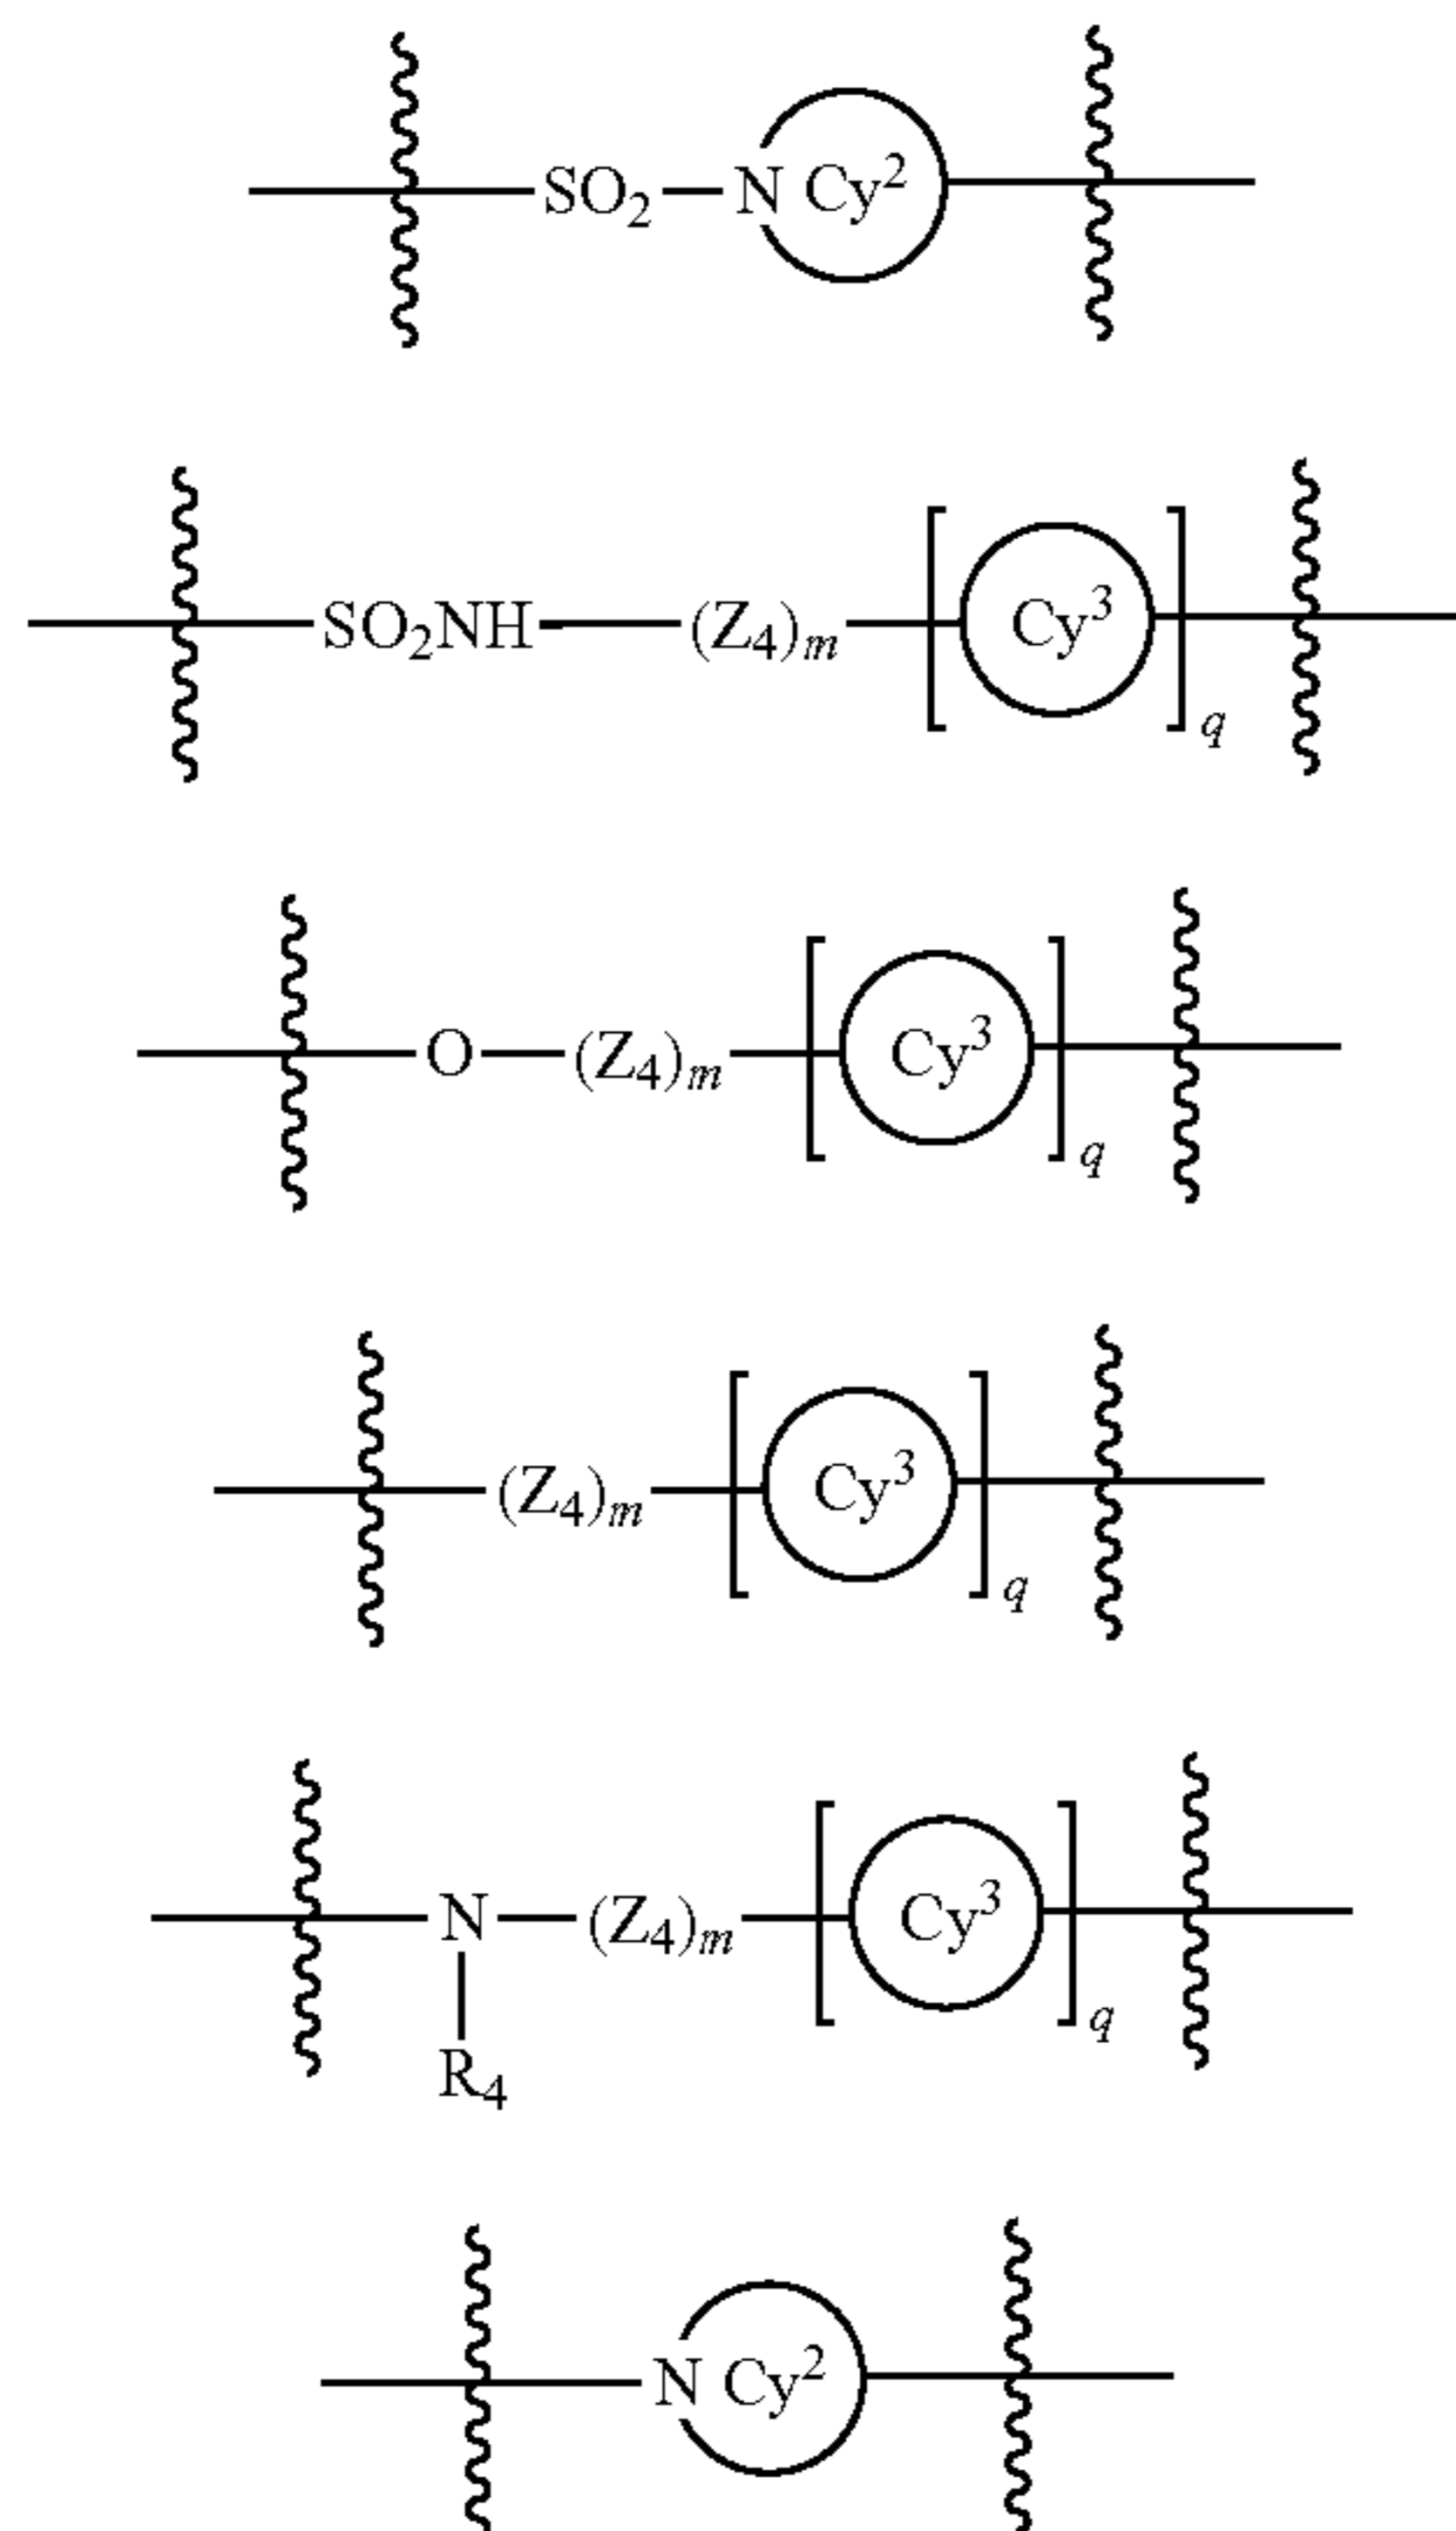 SO₂ N Cy²
SO₂NH (Z₄)ₘ Cy³ q
O (Z₄)ₘ Cy³ q
(Z₄)ₘ Cy³ q
N (Z₄)ₘ Cy³ q
R₄
N Cy²